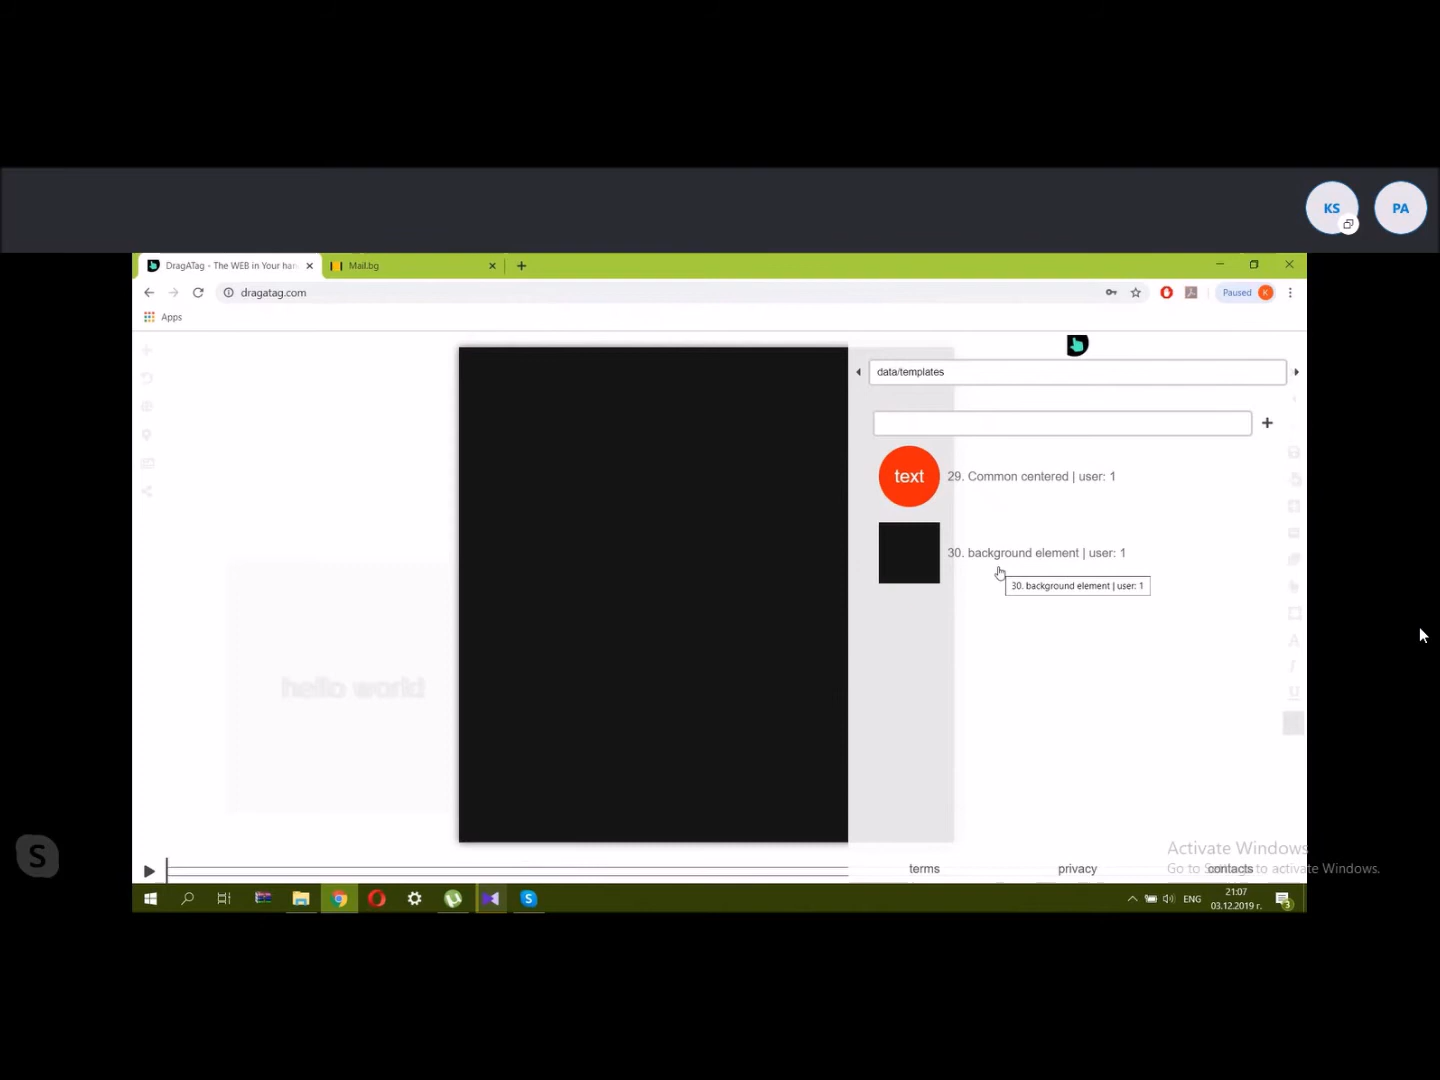 KS
PA
DragATag - The WEB in Your han
Mail.bg
dragatag.com
Paused
K
Apps
data/templates
text
29. Common centered | user: 1
30. background element | user: 1
30. background element | user: 1
hello world
A
I
U
S
Activate Windows
Go to Settings to activate Windows.
terms
privacy
contacts
ENG
21:07
03.12.2019 г.
3